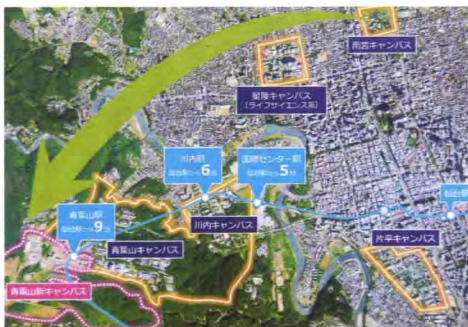 雨宮キャンパス
星陵キャンパス
(ライフサイエンス系)
川内駅
仙台駅から6分
国際センター駅
仙台駅から5分
仙台駅
青葉山駅
仙台駅から9分
川内キャンパス
青葉山キャンパス
片平キャンパス
青葉山新キャンパス